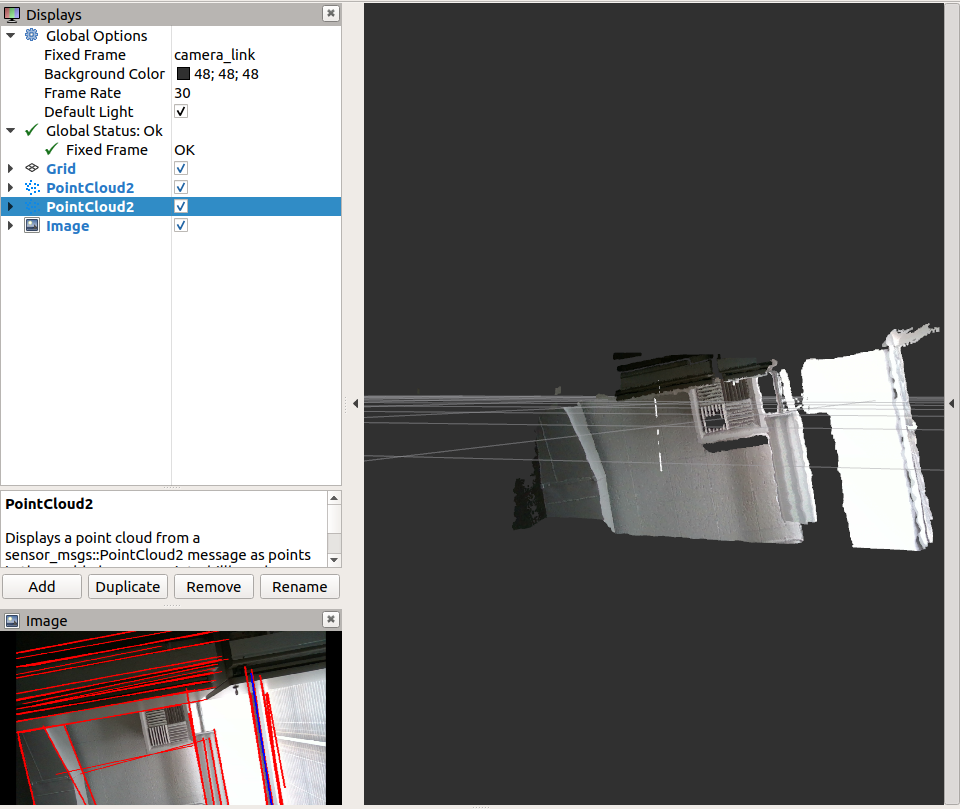 Displays
Global Options
Fixed Frame camera_link
Background Color 48; 48; 48
Frame Rate 30
Default Light
Global Status: Ok
Fixed Frame OK
Grid
PointCloud2
PointCloud2
Image
PointCloud2
Displays a point cloud from a
sensor_msgs::PointCloud2 message as points
Add Duplicate Remove Rename
Image